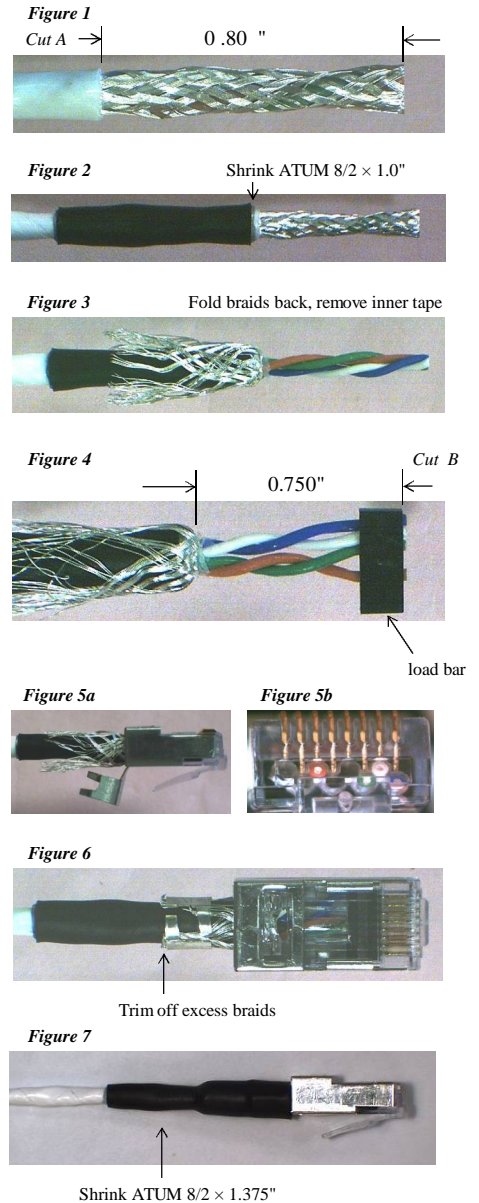 Figure 1
Cut A
0 .80 "
Figure 2
Shrink ATUM 8/2 × 1.0"
Figure 3
Fold braids back, remove inner tape
Figure 4
Cut B
0.750"
load bar
Figure 5a
Figure 5b
Figure 6
Trim off excess braids
Figure 7
Shrink ATUM 8/2 × 1.375"